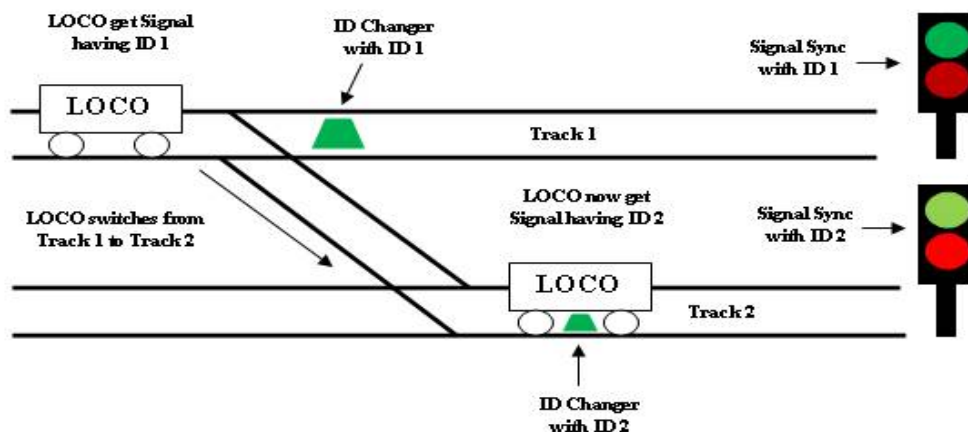 LOCO get Signal
having ID 1
ID Changer
with ID 1
Signal Sync
with ID 1
LOCO
Track 1
LOCO switches from
Track 1 to Track 2
LOCO now get
Signal having ID 2
Signal Sync
with ID 2
LOCO
Track 2
ID Changer
with ID 2